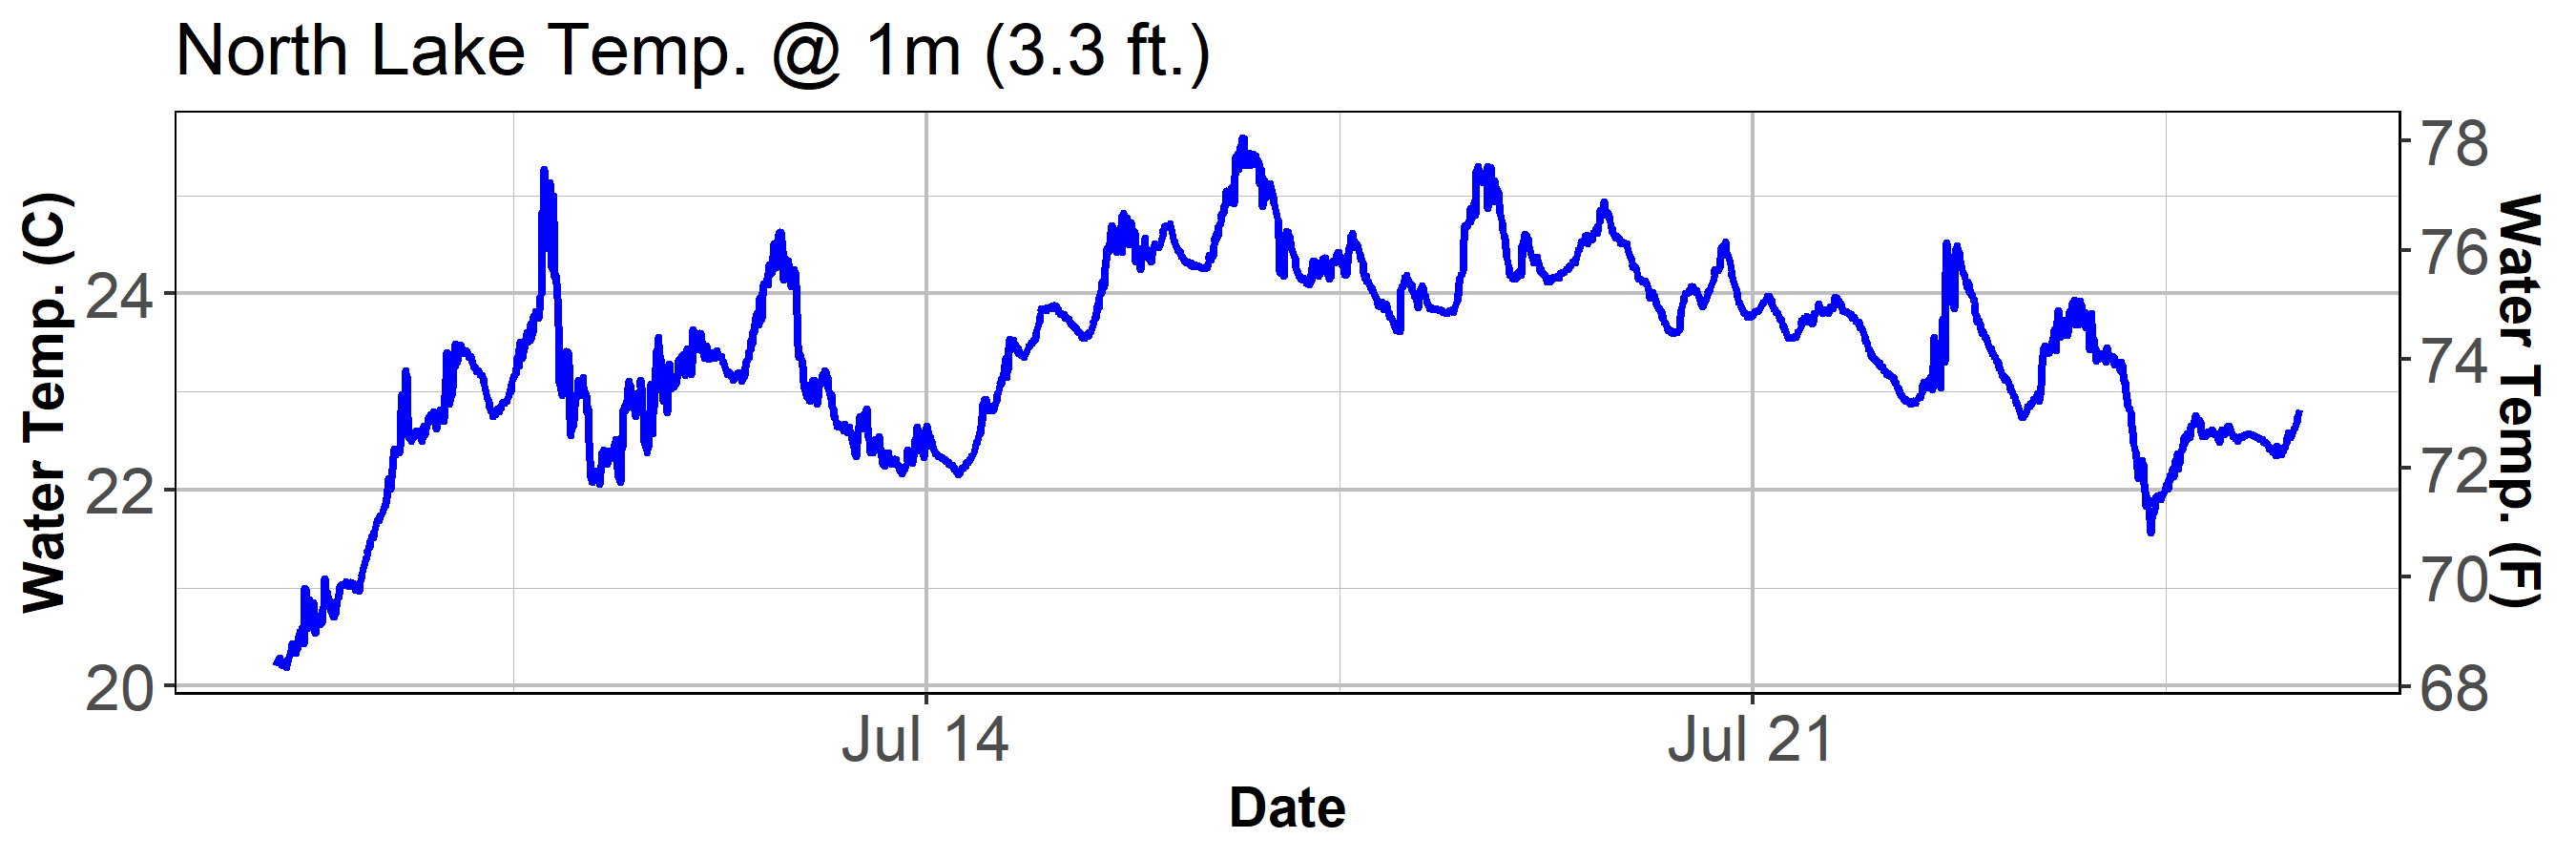 North Lake Temp. @ 1m (3.3 ft.)
Water Temp. (C)
24
22
20
78
76
74
72
70
68
Water Temp. (F)
Jul 14
Jul 21
Date